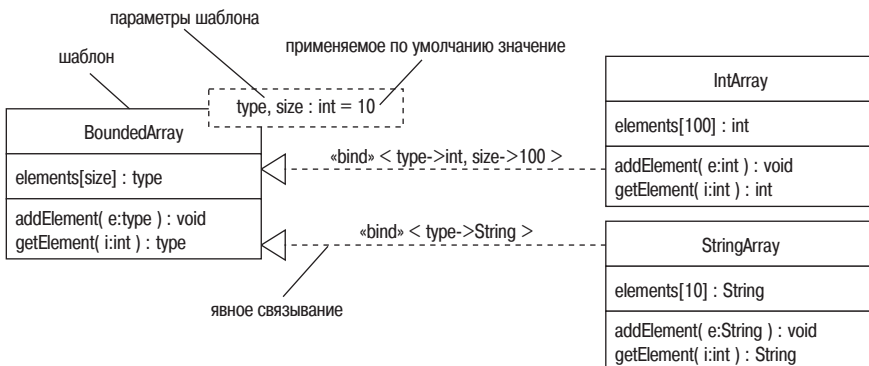 параметры шаблона
применяемое по умолчанию значение
шаблон
type, size : int = 10
BoundedArray
elements[size] : type
addElement( e:type ) : void
getElement( i:int ) : type
«bind» < type->int, size->100 >
«bind» < type->String >
явное связывание
IntArray
elements[100] : int
addElement( e:int ) : void
getElement( i:int ) : int
StringArray
elements[10] : String
addElement( e:String ) : void
getElement( i:int ) : String